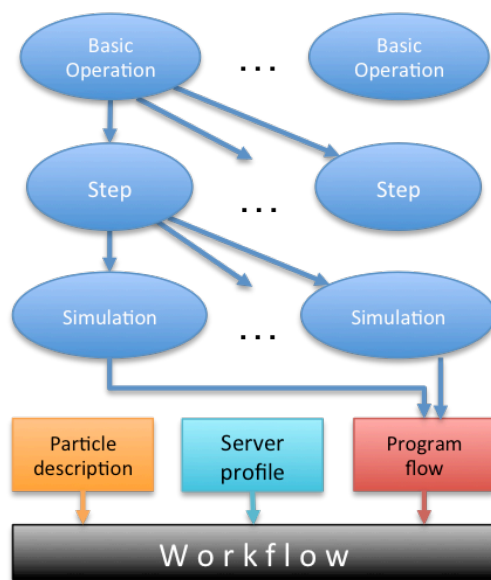 Basic
Operation
...
Basic
Operation
Step
...
Step
Simulation
...
Simulation
Particle
description
Server
profile
Program
flow
Workflow